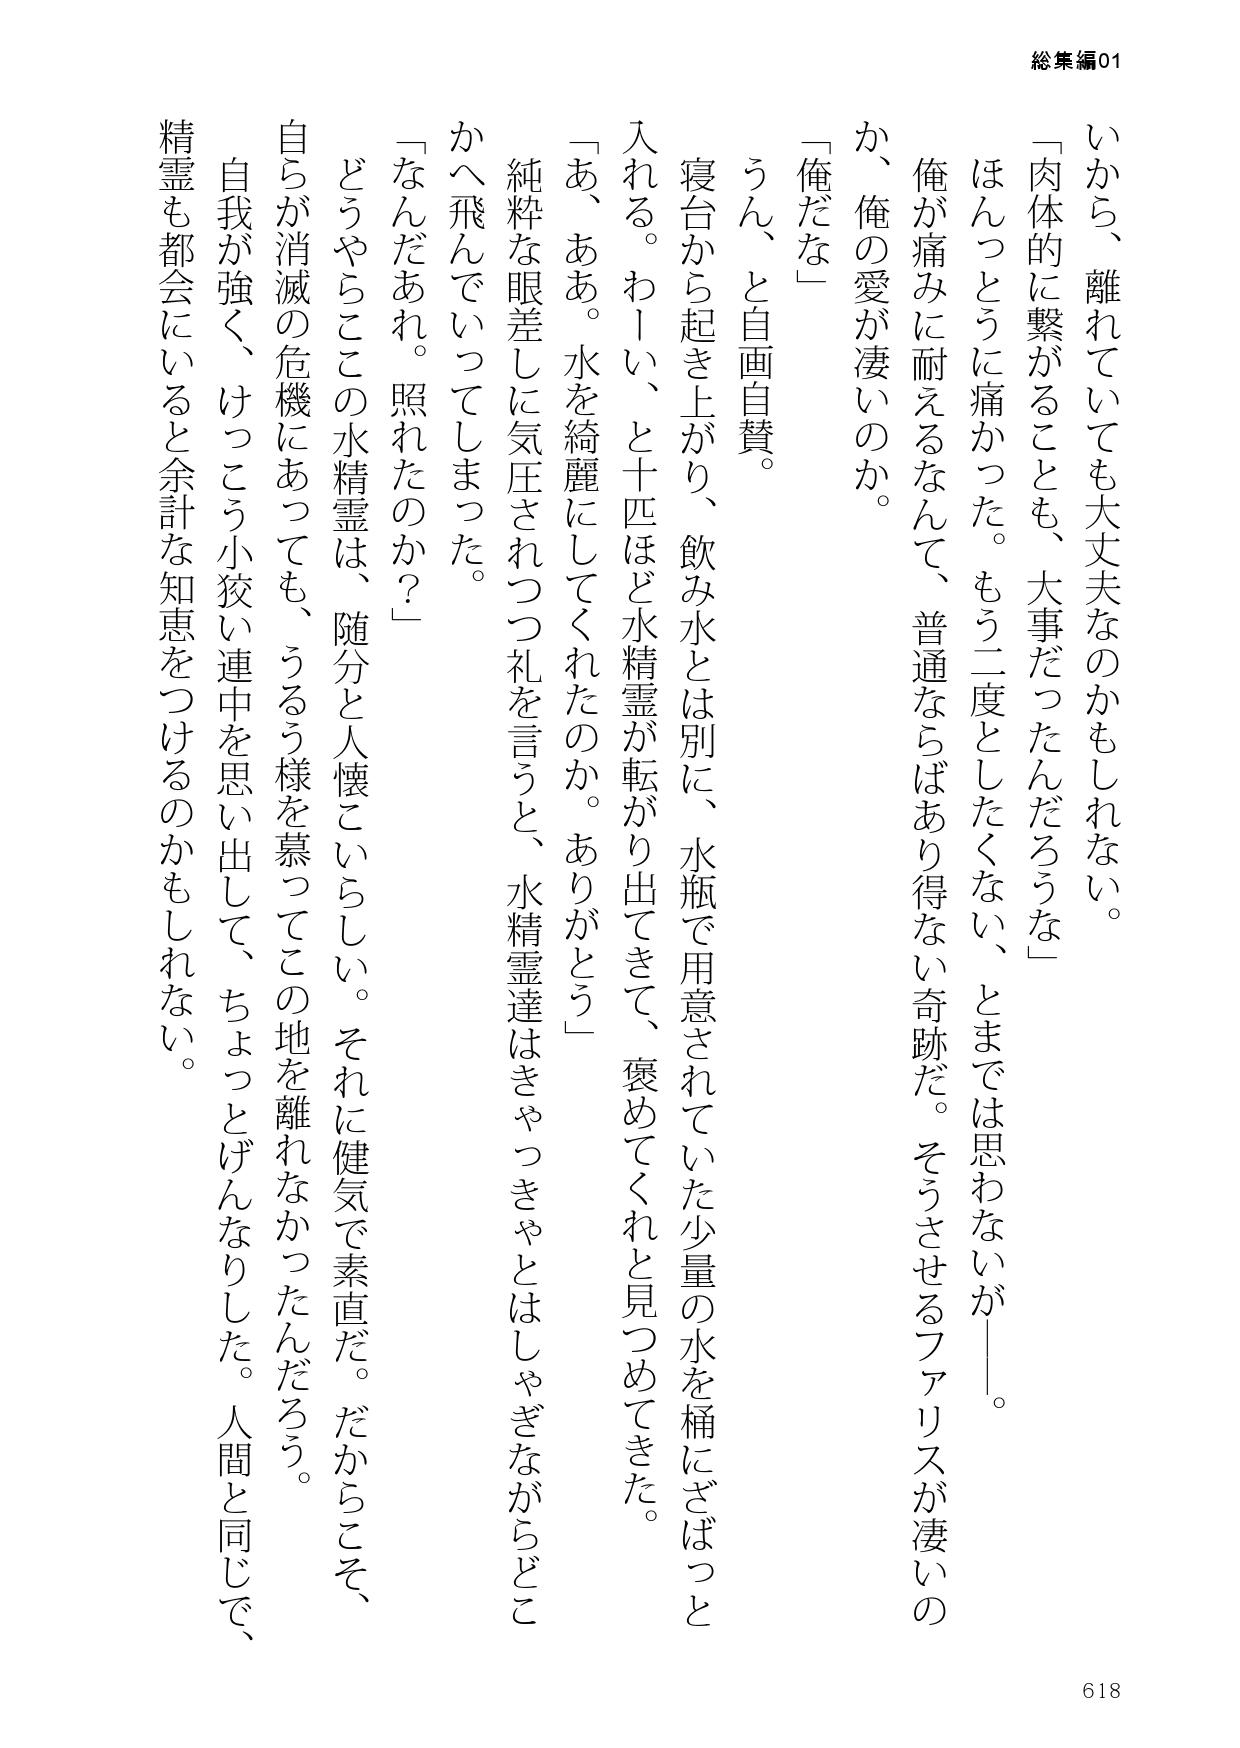 総集編01
いから、離れていても大丈夫なのかもしれない。
「肉体的に繋がることも、大事だったんだろうな」
　ほんっとうに痛かった。もう二度としたくない、とまでは思わないが――。
　俺が痛みに耐えるなんて、普通ならばあり得ない奇跡だ。そうさせるファリスが凄いの
か、俺の愛が凄いのか。
「俺だな」
　うん、と自画自賛。
　寝台から起き上がり、飲み水とは別に、水瓶で用意されていた少量の水を桶にざばっと
入れる。わーい、と十匹ほど水精霊が転がり出てきて、褒めてくれと見つめてきた。
「あ、ああ。水を綺麗にしてくれたのか。ありがとう」
　純粋な眼差しに気圧されつつ礼を言うと、水精霊達はきゃっきゃとはしゃぎながらどこ
かへ飛んでいってしまった。
「なんだあれ。照れたのか？」
　どうやらここの水精霊は、随分と人懐こいらしい。それに健気で素直だ。だからこそ、
自らが消滅の危機にあっても、うるう様を慕ってこの地を離れなかったんだろう。
　自我が強く、けっこう小狡い連中を思い出して、ちょっとげんなりした。人間と同じで、
精霊も都会にいると余計な知恵をつけるのかもしれない。
618